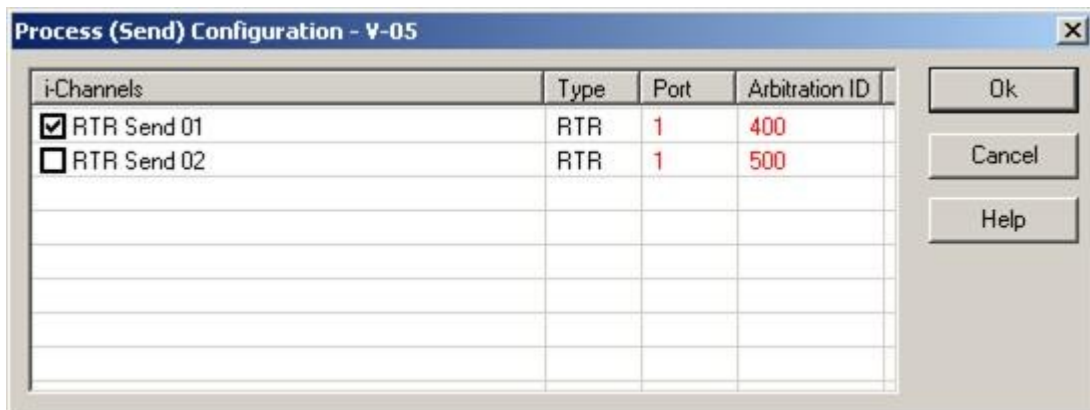 Process (Send) Configuration - V-05
i-Channels Type Port Arbitration ID
RTR Send 01 RTR 1 400
RTR Send 02 RTR 1 500
Ok
Cancel
Help